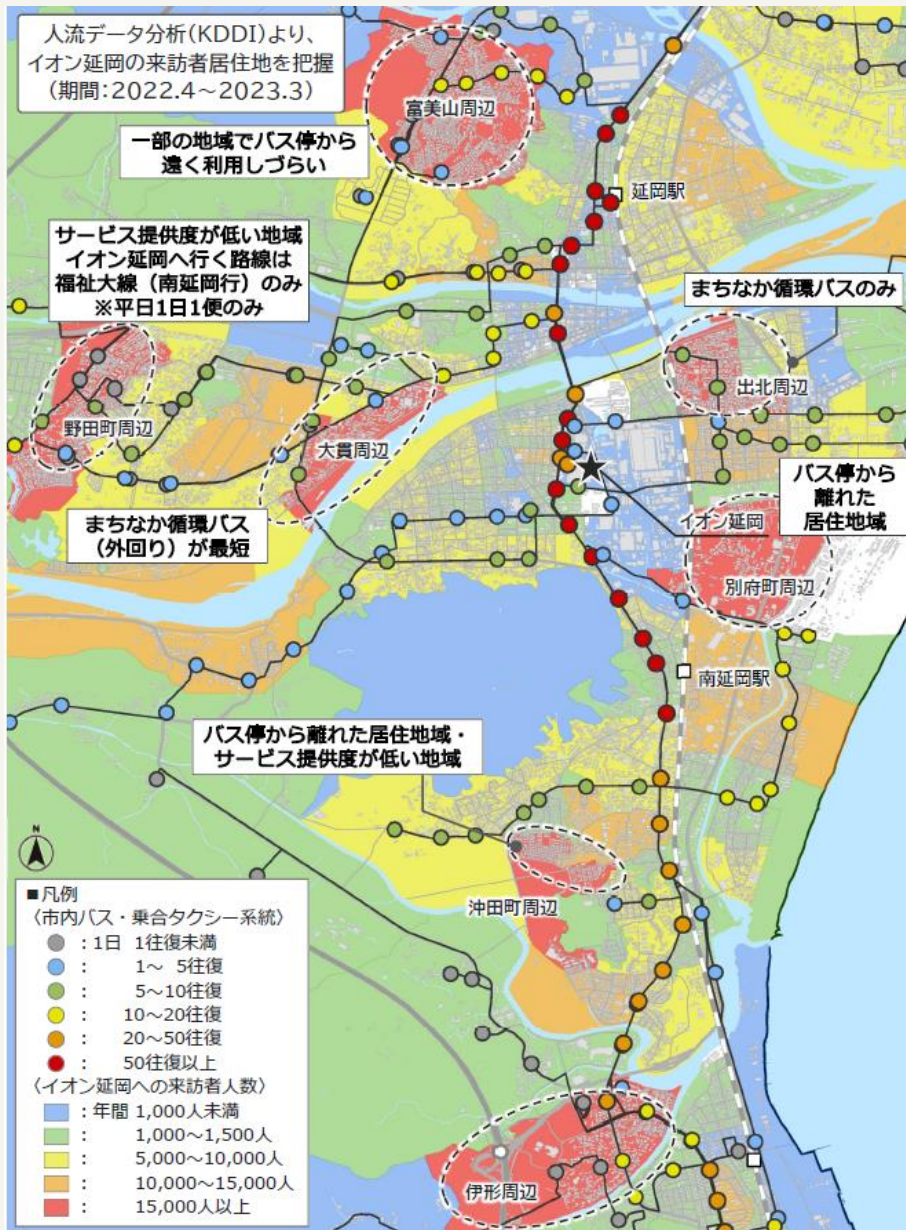 人流データ分析(KDDI)より、
イオン延岡の来訪者居住地を把握
(期間:2022.4~2023.3)
富美山周辺
一部の地域でバス停から
遠く利用しづらい
延岡駅
サービス提供度が低い地域
イオン延岡へ行く路線は
福祉大線(南延岡行)のみ
※平日1日1便のみ
まちなか循環バスのみ
出北周辺
野田町周辺
大貫周辺
バス停から
離れた
居住地域
まちなか循環バス
(外回り)が最短
イオン延岡
別府町周辺
南延岡駅
バス停から離れた居住地域・
サービス提供度が低い地域
沖田町周辺
N
■凡例
〈市内バス・乗合タクシー系統〉
:1日 1往復未満
: 1~ 5往復
: 5~10往復
: 10~20往復
: 20~50往復
: 50往復以上
〈イオン延岡への来訪者人数〉
:年間 1,000人未満
: 1,000~1,500人
: 5,000~10,000人
: 10,000~15,000人
: 15,000人以上
伊形周辺